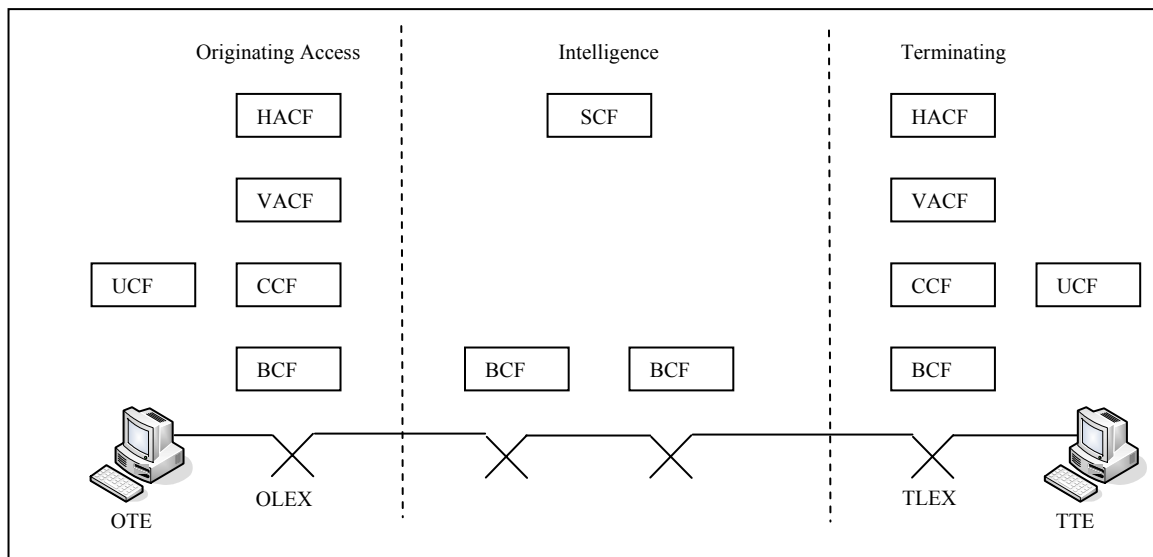 Originating Access Intelligence Terminating
HACF SCF HACF
VACF VACF
UCF CCF CCF UCF
BCF BCF BCF BCF
OLEX TLEX
OTE TTE